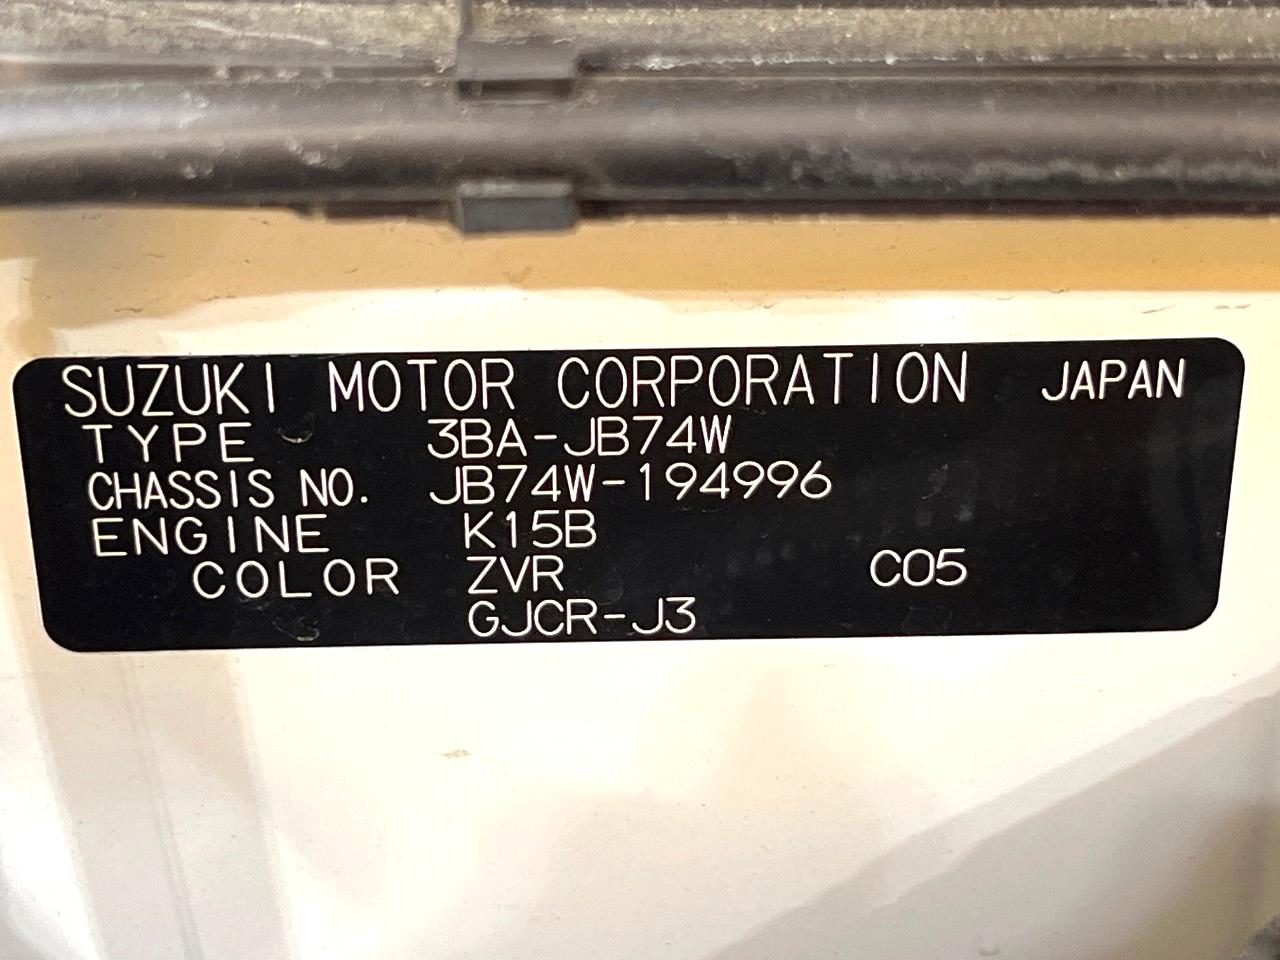 SUZUKI MOTOR CORPORATION JAPAN
TYPE 3BA-JB74W
CHASSIS NO. JB74W-194996
ENGINE K15B
COLOR ZVR C05
GJCR-J3